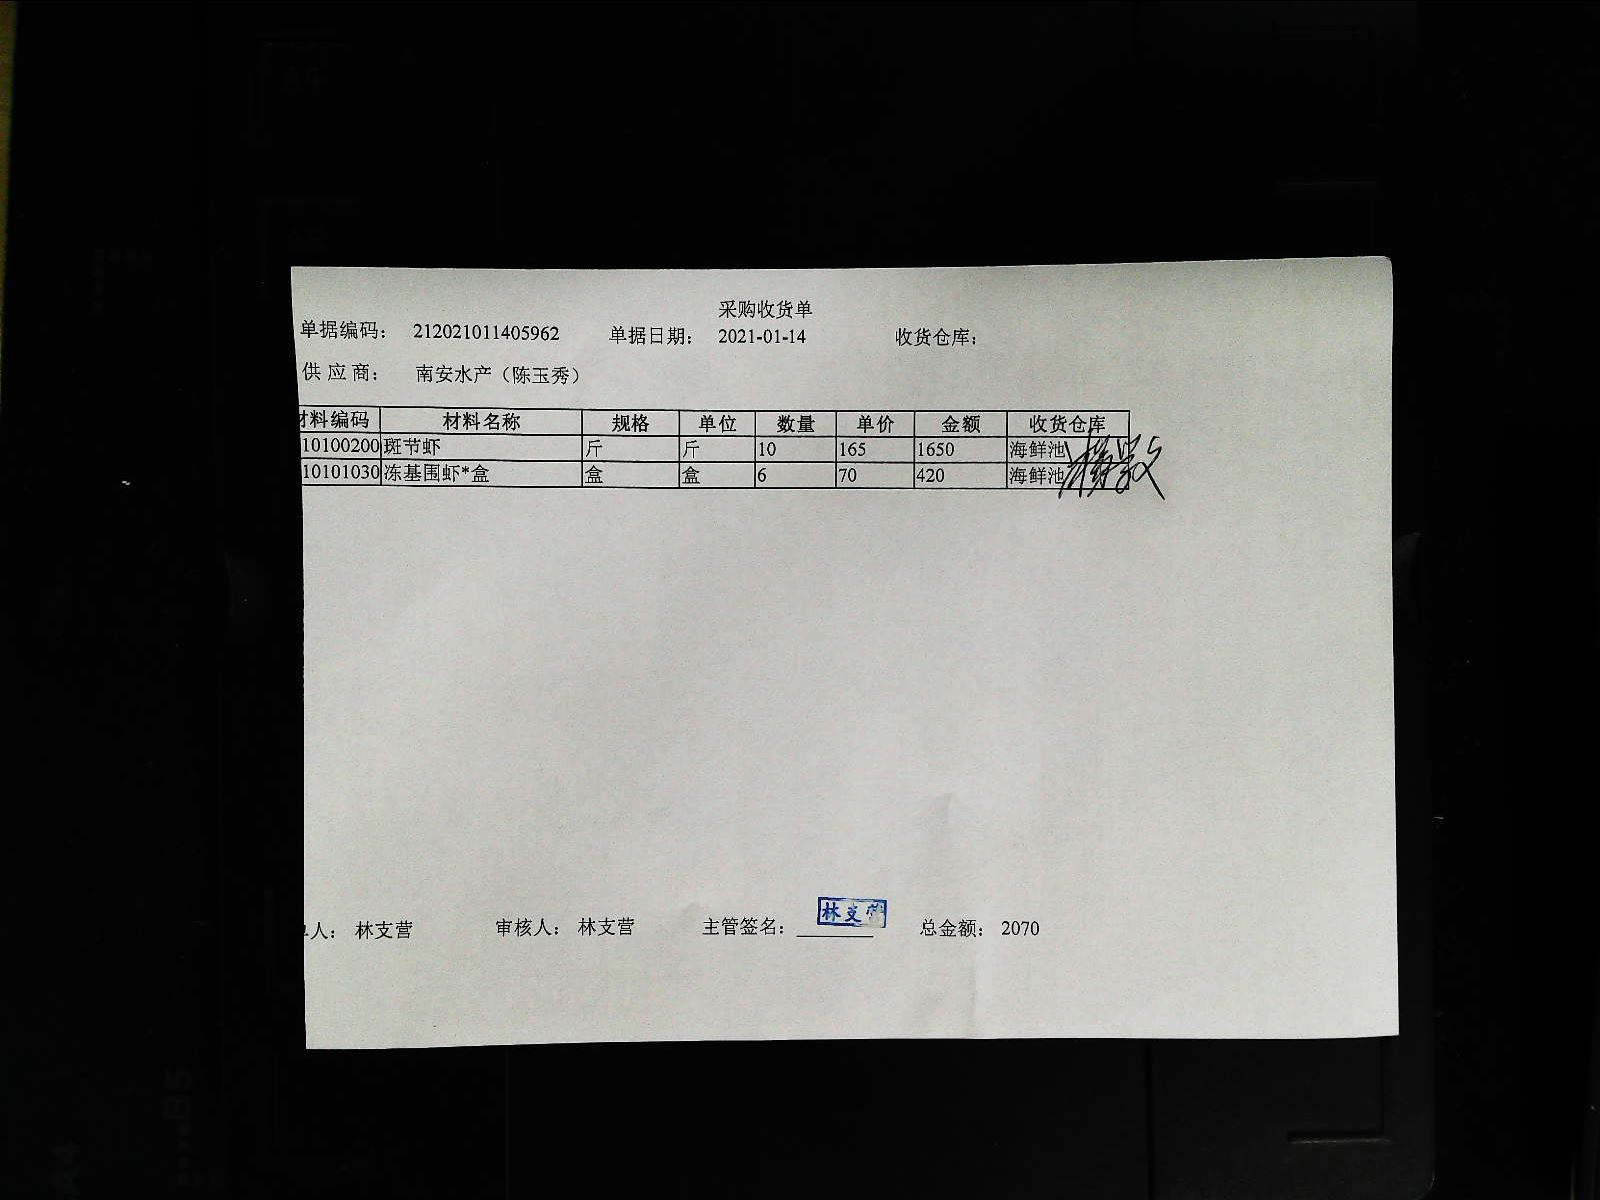 采购收货单
单据编码： 212021011405962 单据日期： 2021-01-14 收货仓库：
供应商： 南安水产（陈玉秀）
材料编码 材料名称 规格 单位 数量 单价 金额 收货仓库
10100200 斑节虾 斤 斤 10 165 1650 海鲜池
10101030 冻基围虾*盒 盒 盒 6 70 420 海鲜池
人： 林支营 审核人： 林支营 主管签名： 林支营 总金额： 2070